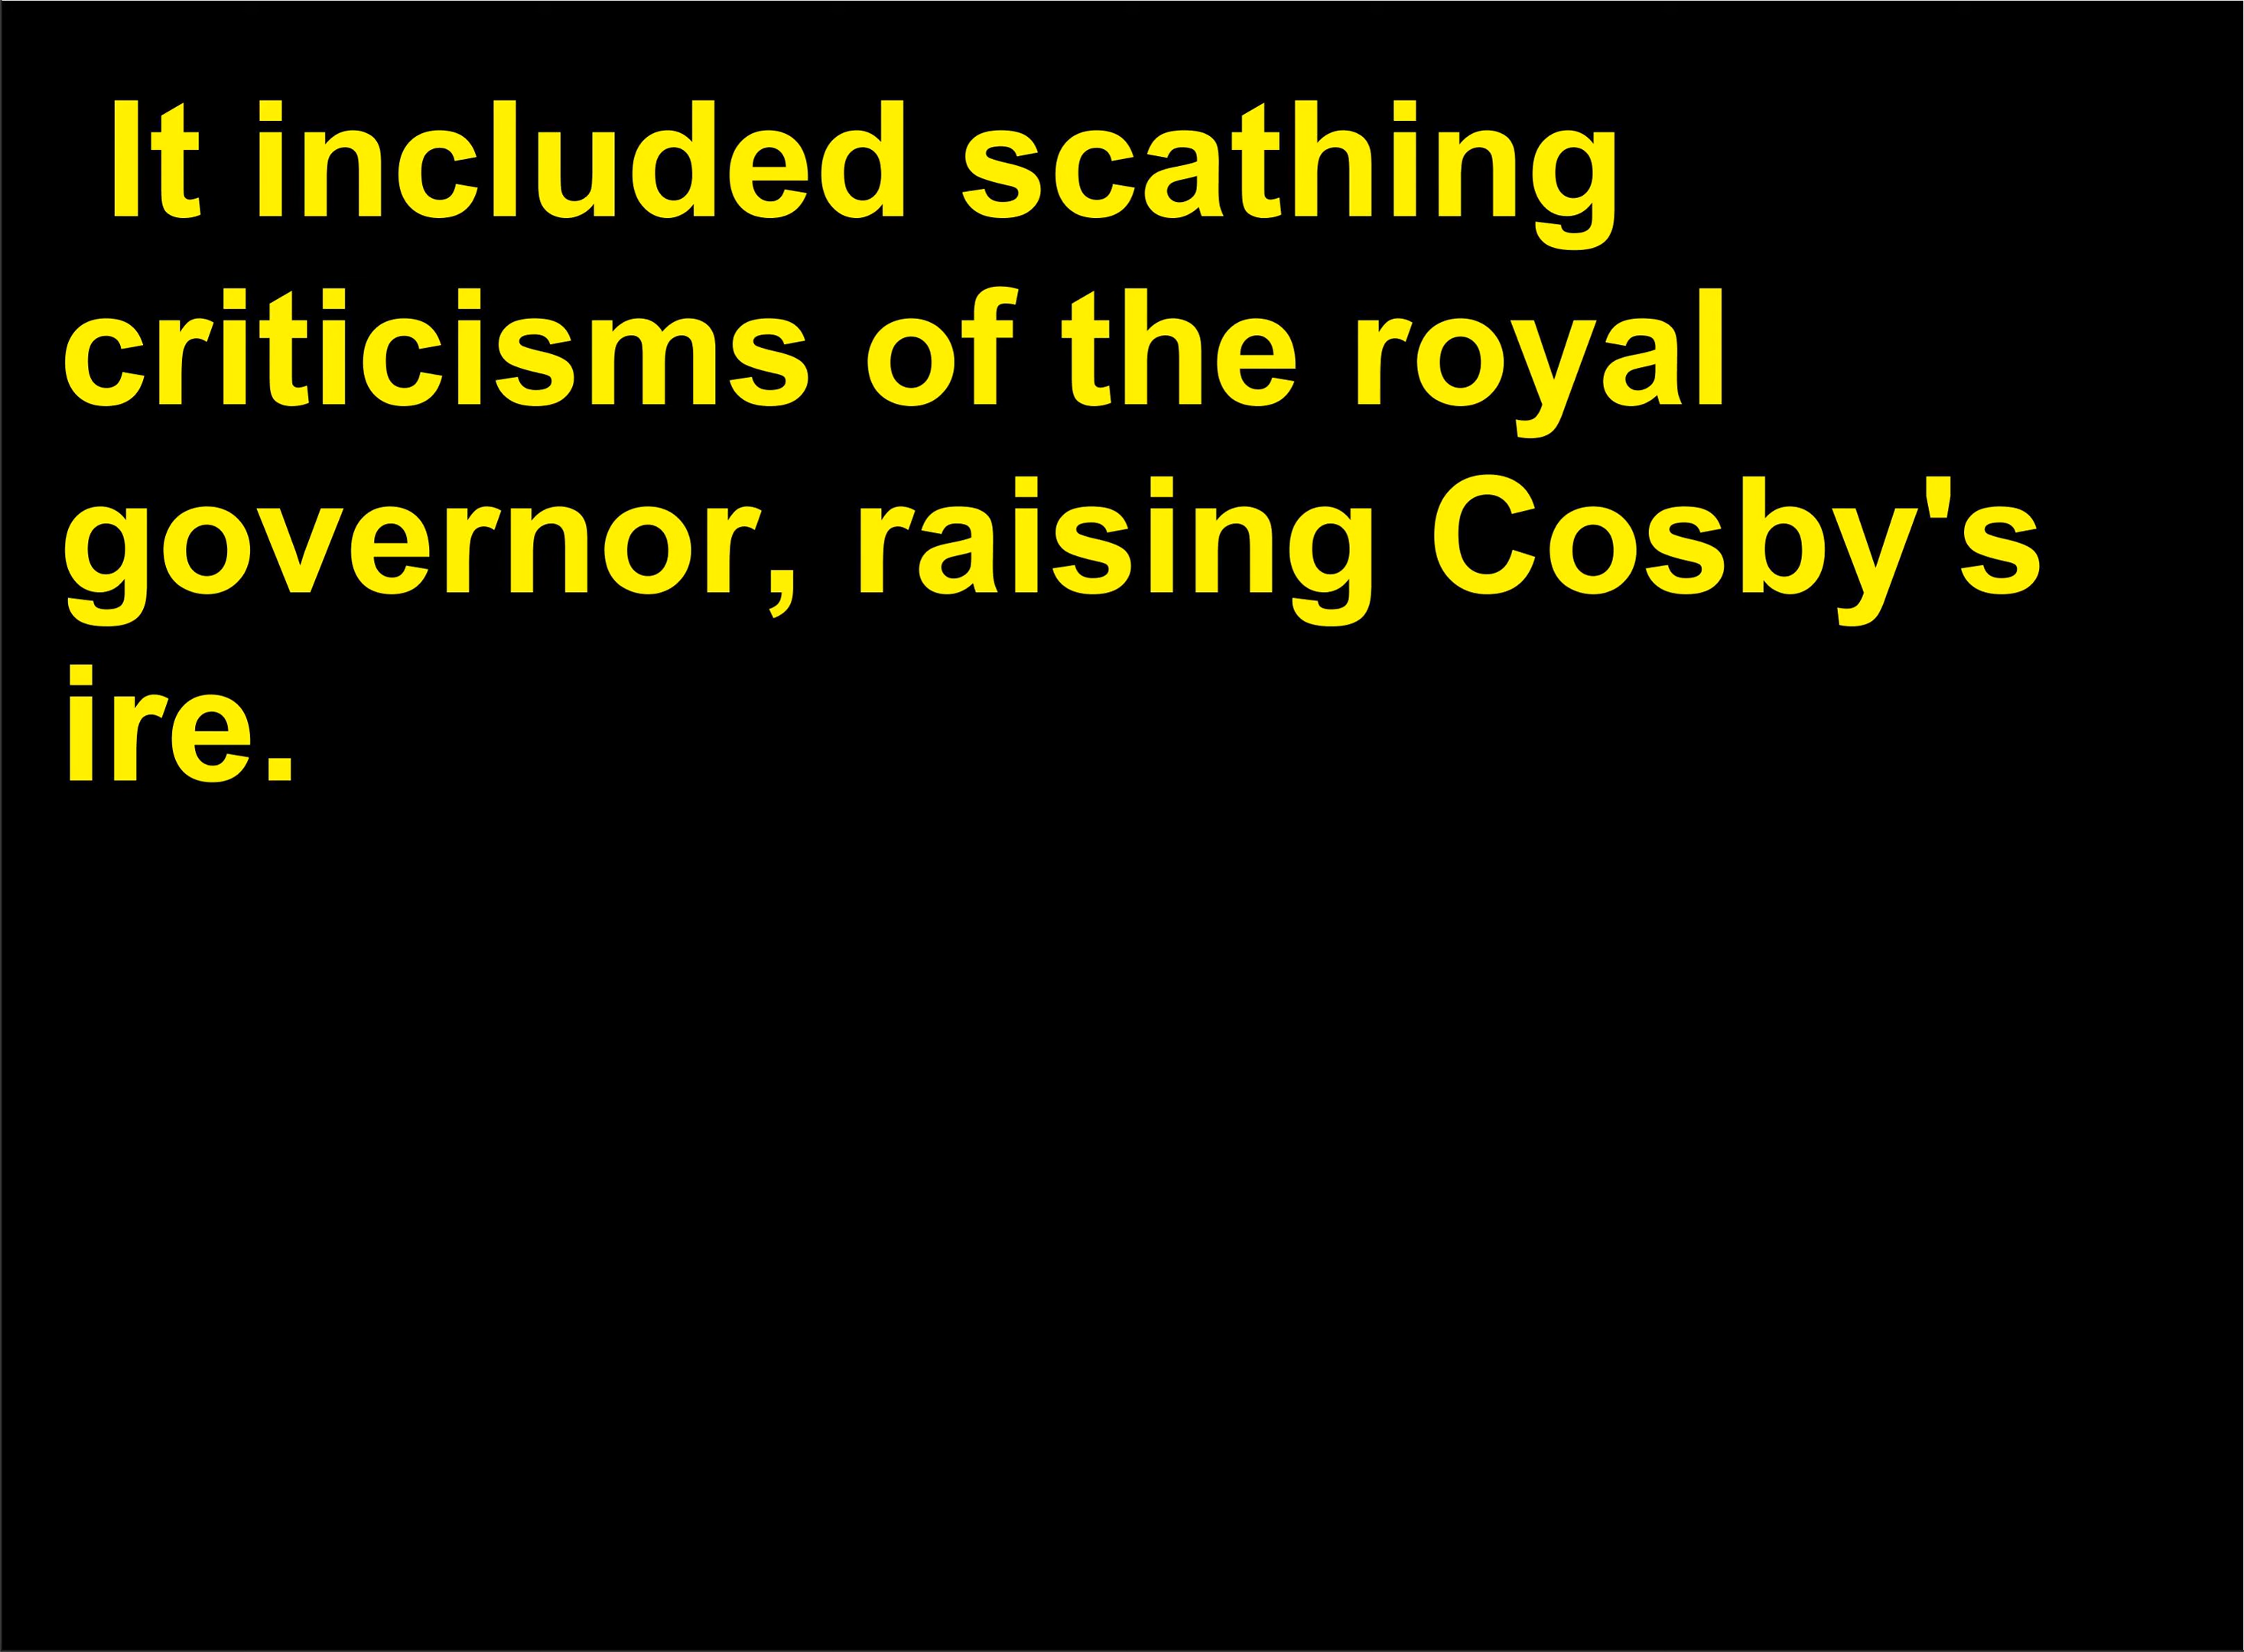 It included scathing
criticisms of the royal
governor, raising Cosby's
ire.